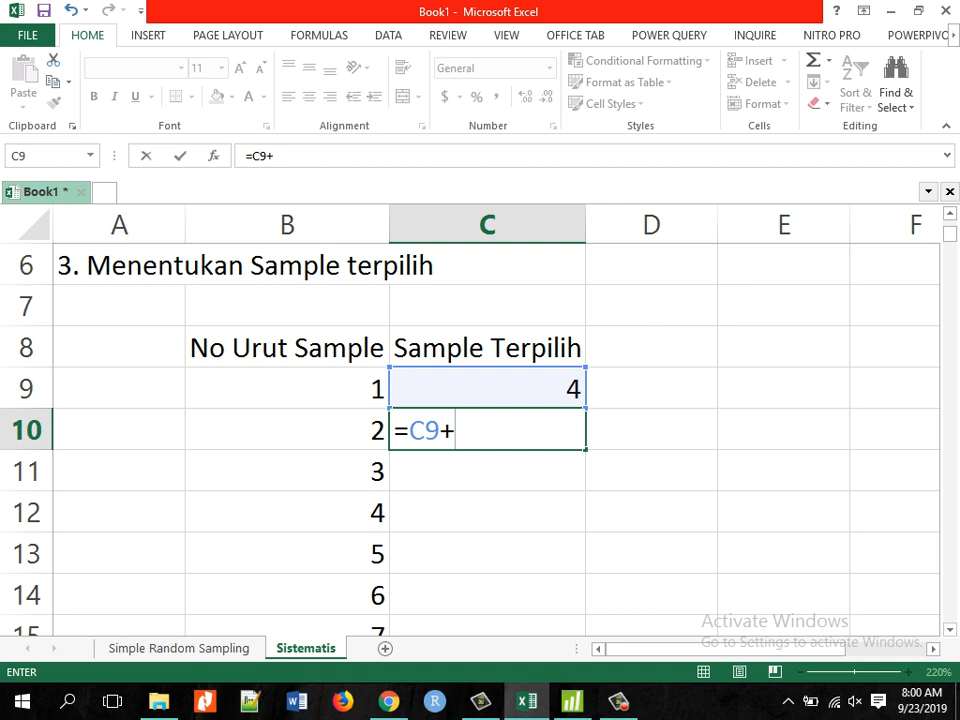 Book1 - Microsoft Excel
?
FILE HOME INSERT PAGE LAYOUT FORMULAS DATA REVIEW VIEW OFFICE TAB POWER QUERY INQUIRE NITRO PRO POWERPIVO
Paste
11
A A
B I U A
General
$ % ,
Conditional Formatting
Format as Table
Cell Styles
Insert
Delete
Format
Σ
Sort &
Filter
Find &
Select
Clipboard Font Alignment Number Styles Cells Editing
C9 fx =C9+
Book1 *
A B C D E F
6 3. Menentukan Sample terpilih
7
8 No Urut Sample Sample Terpilih
9 1 4
10 2 =C9+
11 3
12 4
13 5
14 6
15 7
Activate Windows
Go to Settings to activate Windows.
Simple Random Sampling Sistematis
ENTER 220%
8:00 AM
9/23/2019